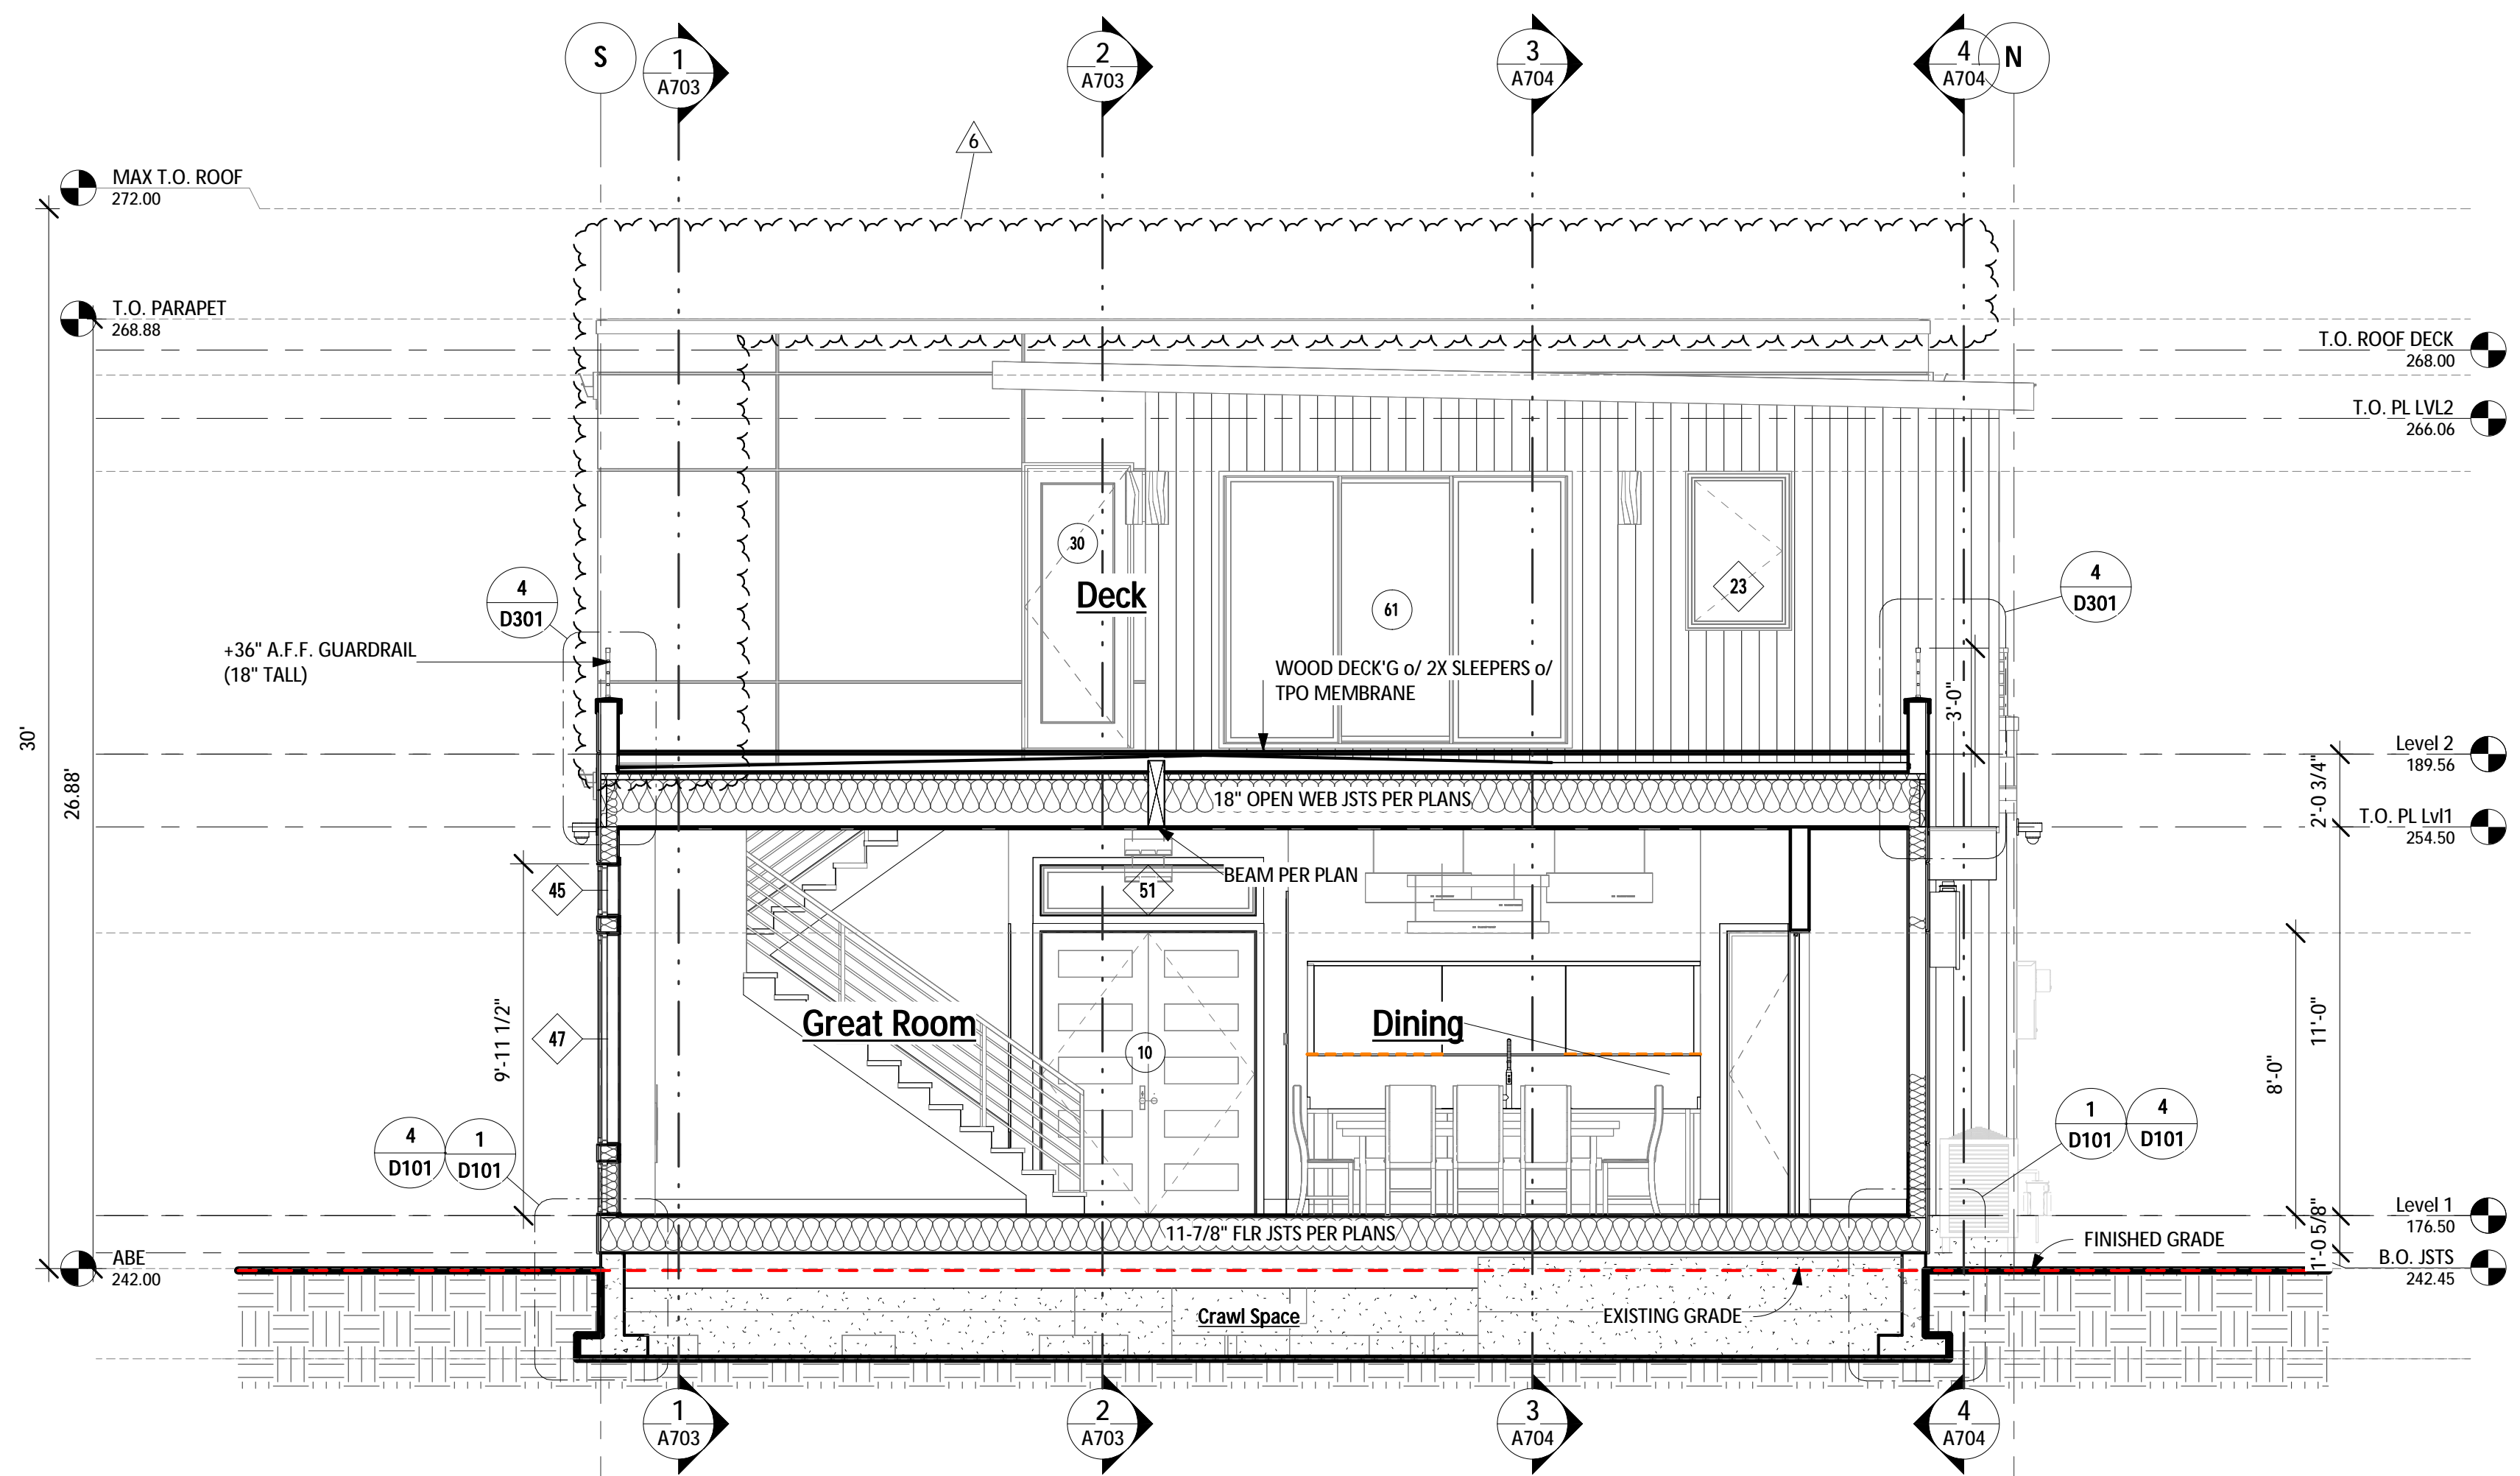 S
1
A703
2
A703
3
A704
4
A704
N
6
MAX T.O. ROOF
272.00
T.O. PARAPET
268.88
T.O. ROOF DECK
268.00
T.O. PL LVL2
266.06
30
Deck
61
23
4
D301
4
D301
+36" A.F.F. GUARDRAIL
(18" TALL)
WOOD DECK'G o/ 2X SLEEPERS o/
TPO MEMBRANE
3'-0"
30'
26.88'
Level 2
189.56
2'-0 3/4"
18" OPEN WEB JSTS PER PLANS
T.O. PL Lvl1
254.50
BEAM PER PLAN
45
51
47
9'-11 1/2"
Great Room
Dining
10
11'-0"
8'-0"
4
D101
1
D101
1
D101
4
D101
Level 1
176.50
1'-0 5/8"
11-7/8" FLR JSTS PER PLANS
FINISHED GRADE
ABE
242.00
B.O. JSTS
242.45
Crawl Space
EXISTING GRADE
1
A703
2
A703
3
A704
4
A704